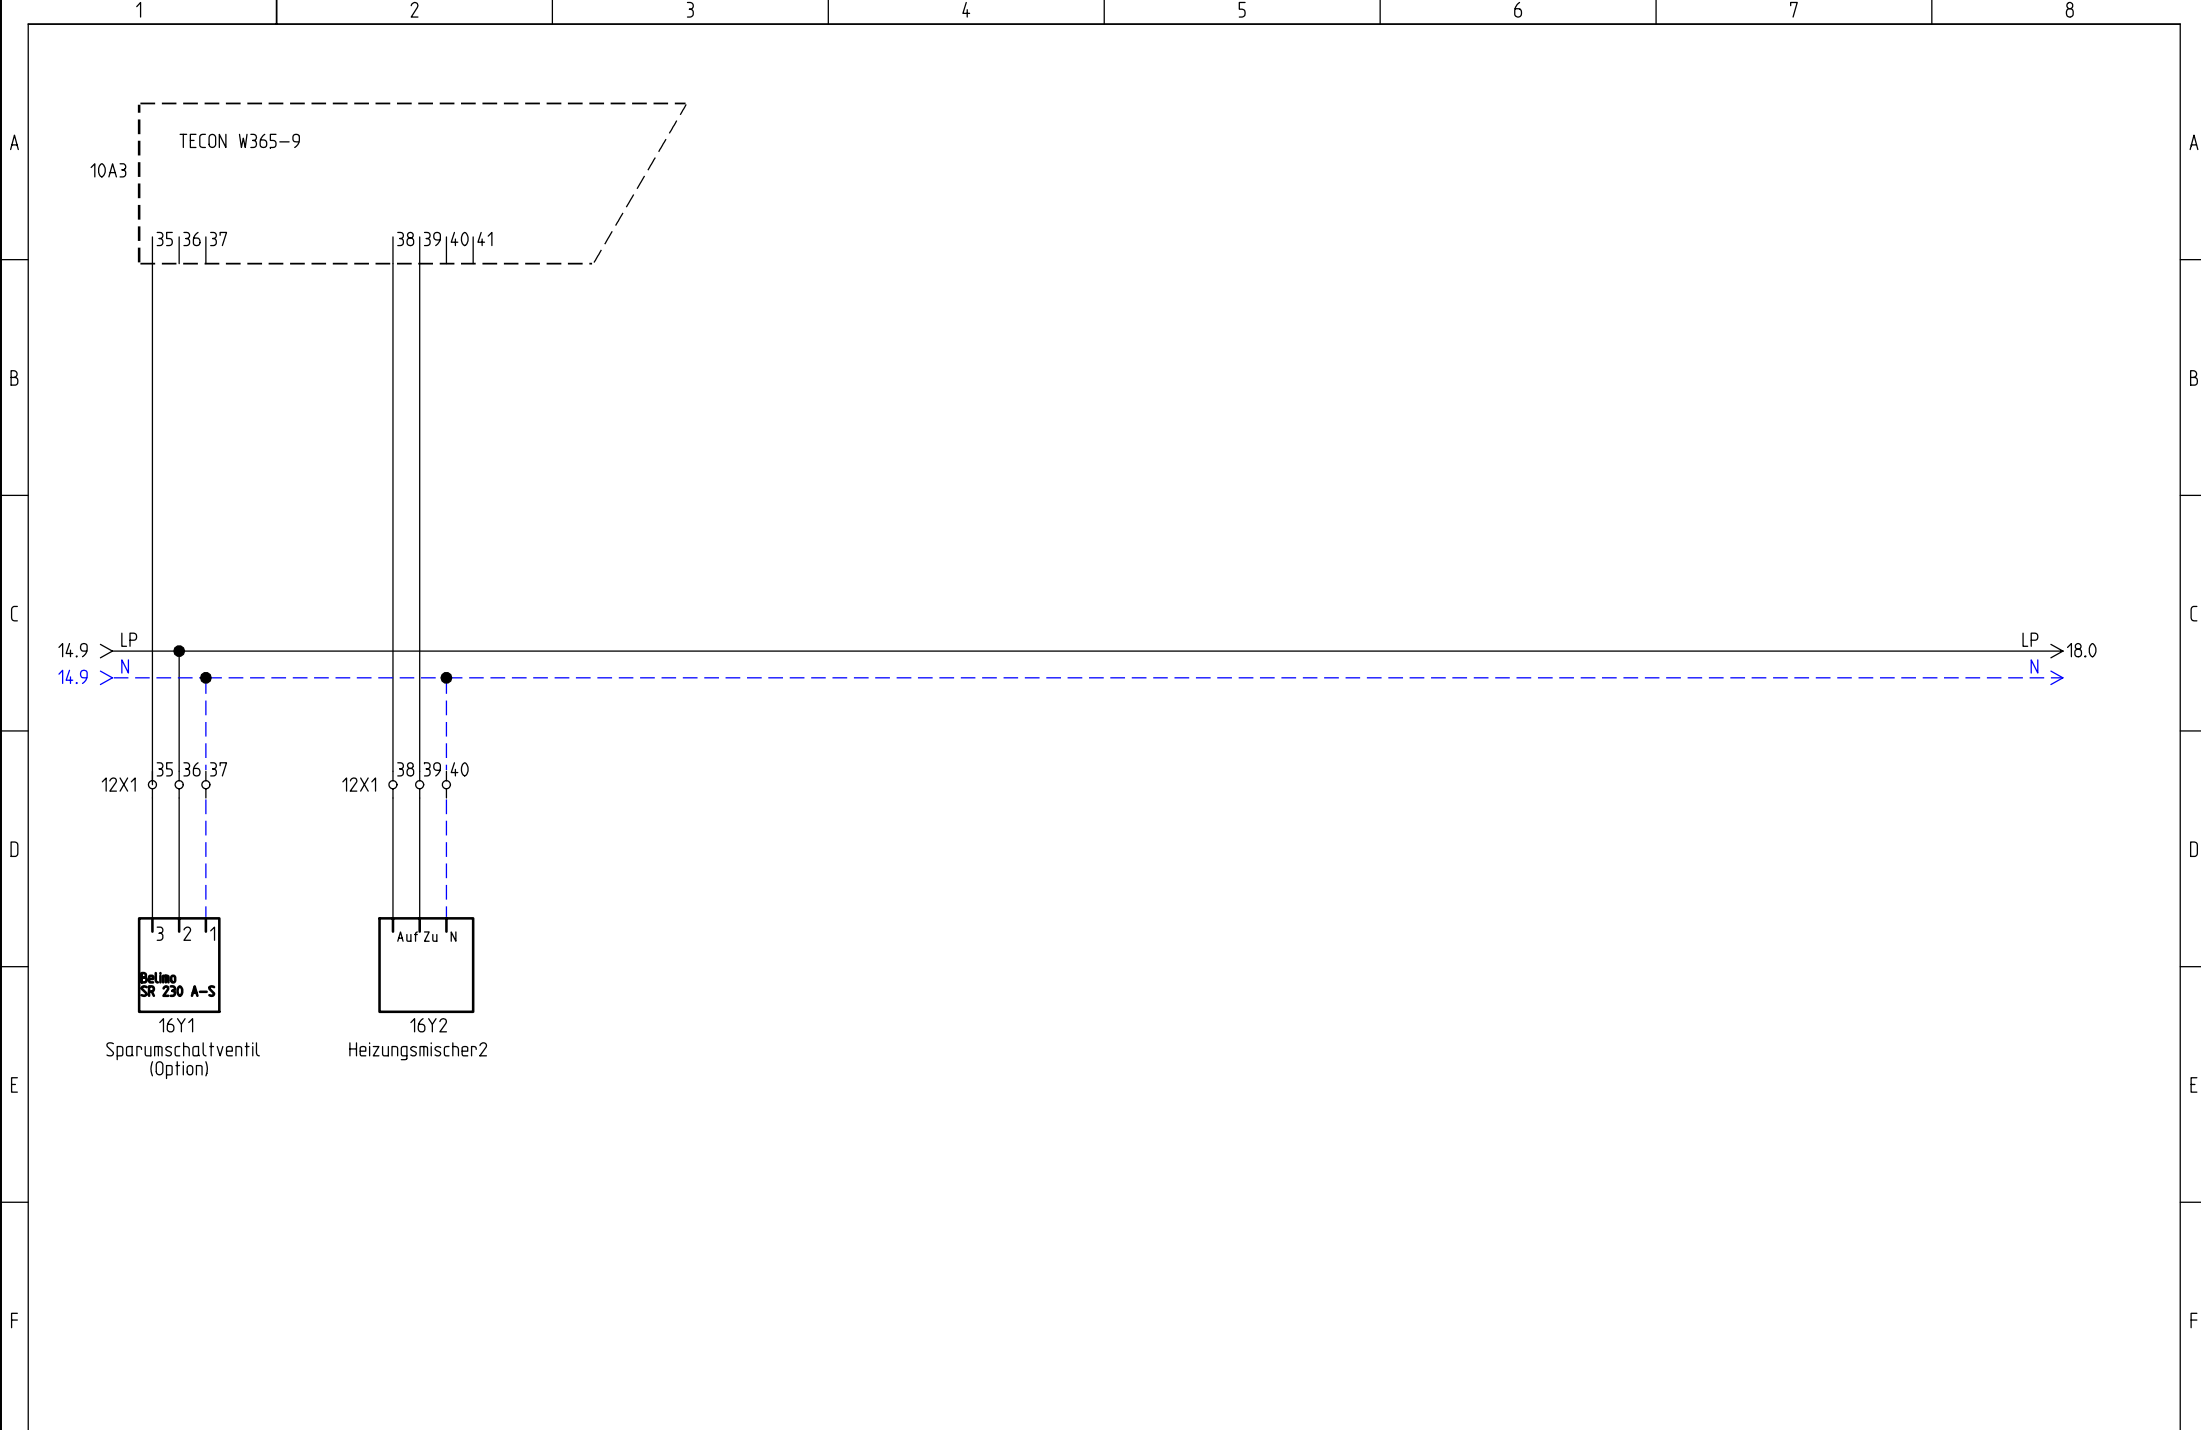 1 2 3 4 5 6 7 8
A A
TECON W365-9
10A3
35 36 37 38 39 40 41
B B
C C
LP LP
14.9 18.0
N N
14.9
35 36 37 38 39 40
12X1 12X1
D D
3 2 1 Auf Zu N
Belimo
SR 230 A-S
16Y1 16Y2
Sparumschaltventil Heizungsmischer2
(Option)
E E
F F